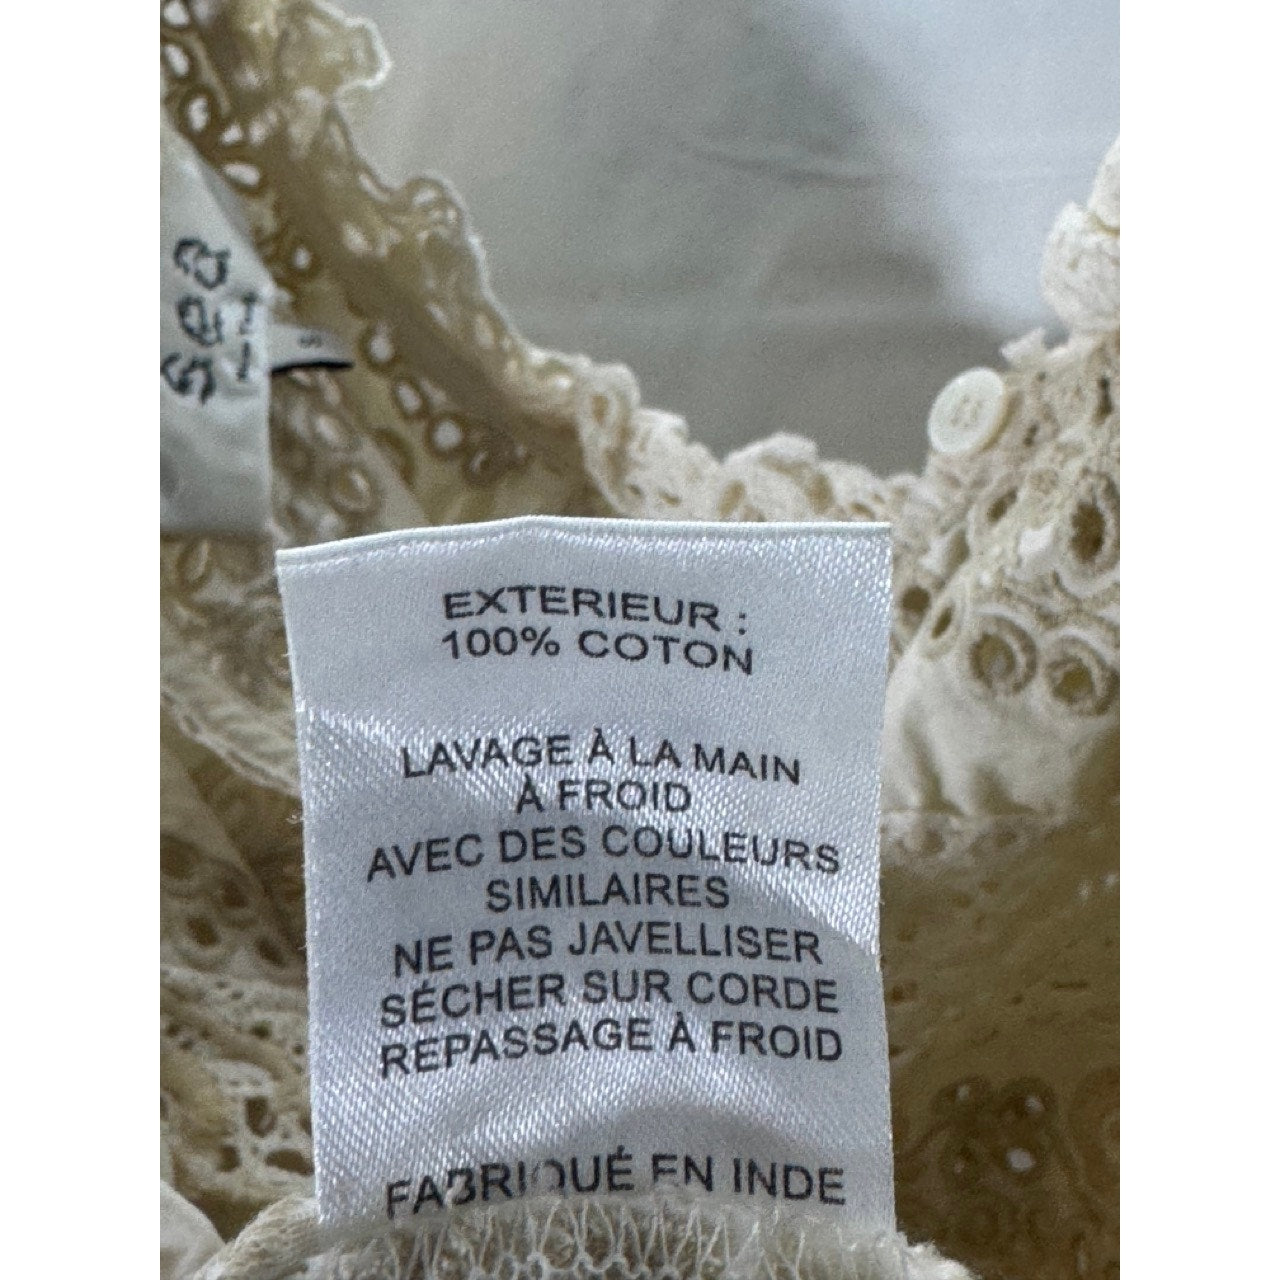 Sea
S
EXTERIEUR :
100% COTON
LAVAGE À LA MAIN
À FROID
AVEC DES COULEURS
SIMILAIRES
NE PAS JAVELLISER
SÉCHER SUR CORDE
REPASSAGE À FROID
FABRIQUÉ EN INDE